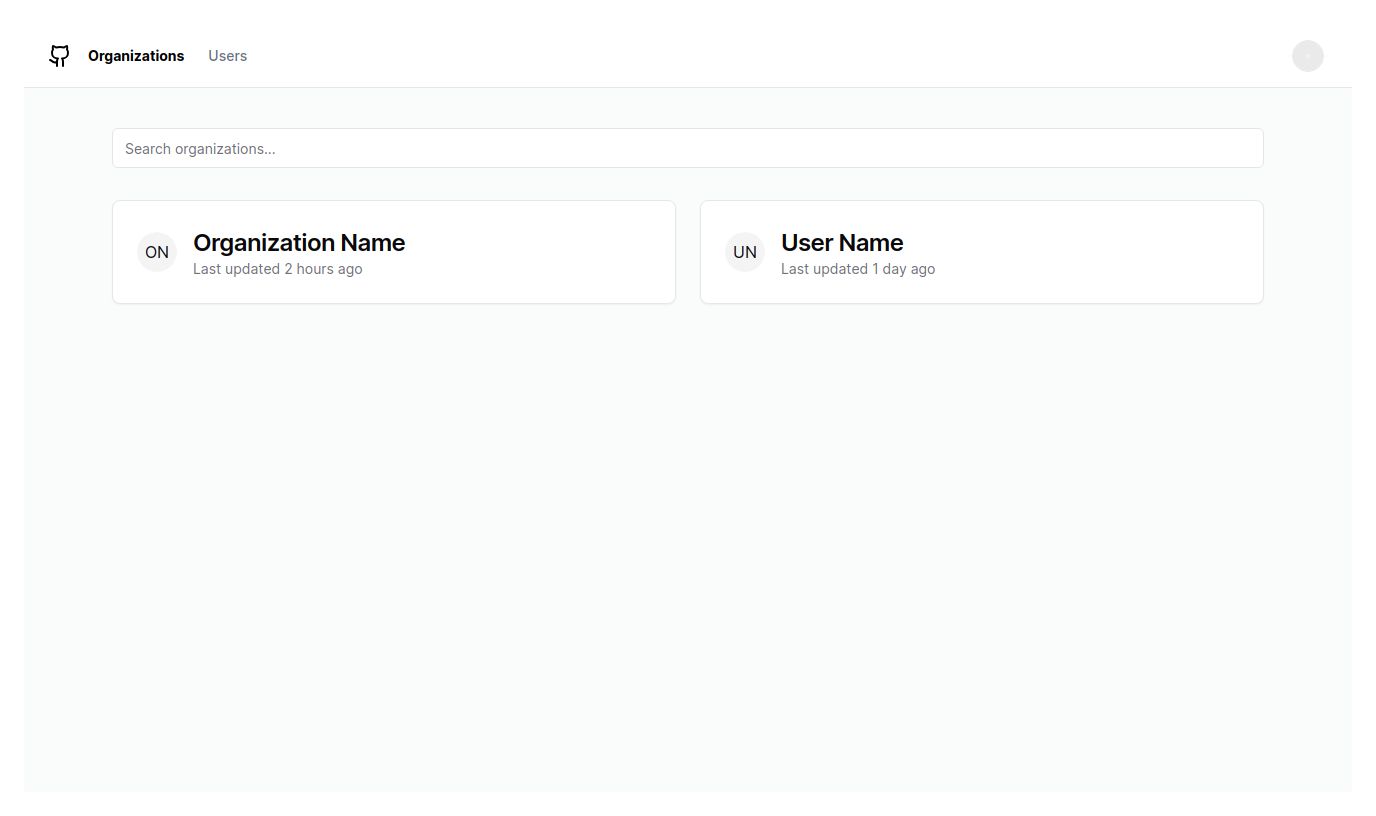 Organizations Users
Search organizations...
ON
Organization Name
Last updated 2 hours ago
UN
User Name
Last updated 1 day ago